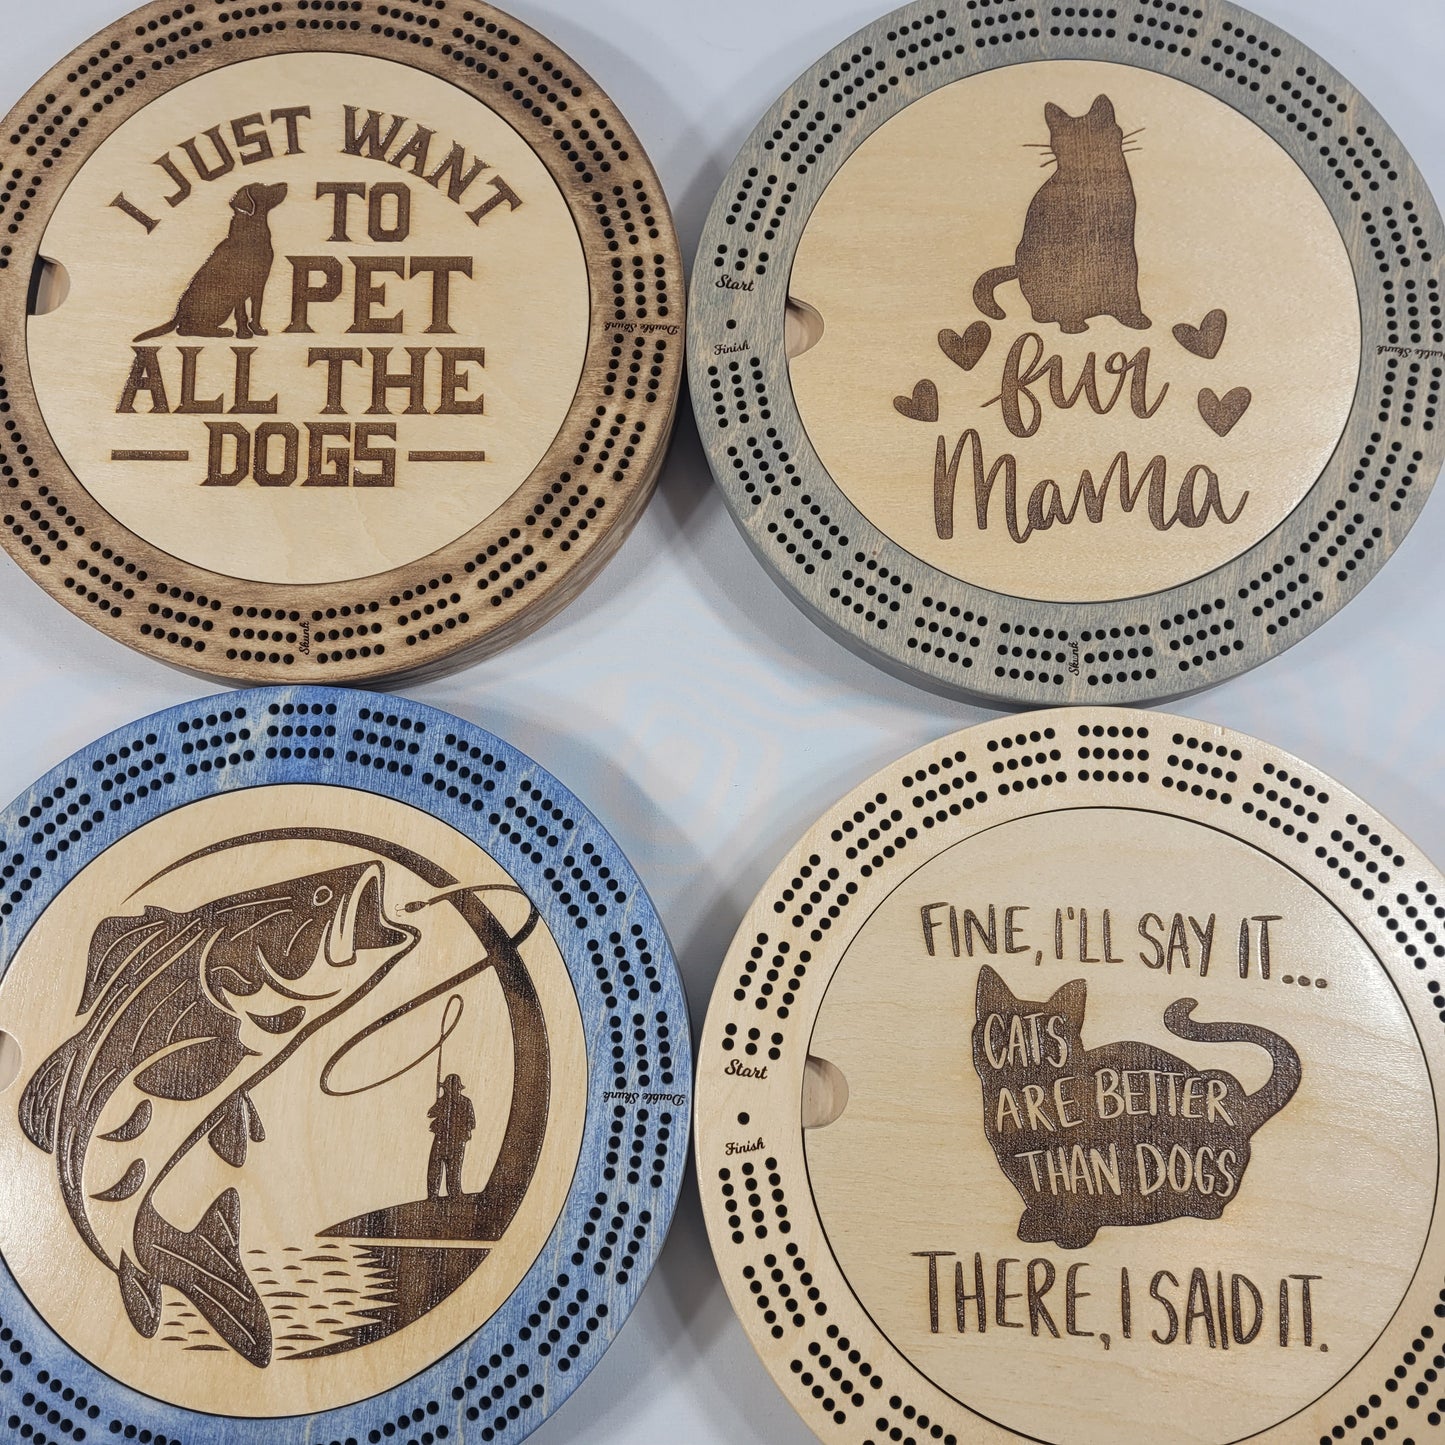 I JUST WANT
TO
PET
ALL THE
DOGS
Double Skunk
Skunk
fur
Mama
Start
Finish
Double Skunk
Skunk
Double Skunk
FINE, I'LL SAY IT...
CATS
ARE BETTER
THAN DOGS
THERE, I SAID IT.
Start
Finish